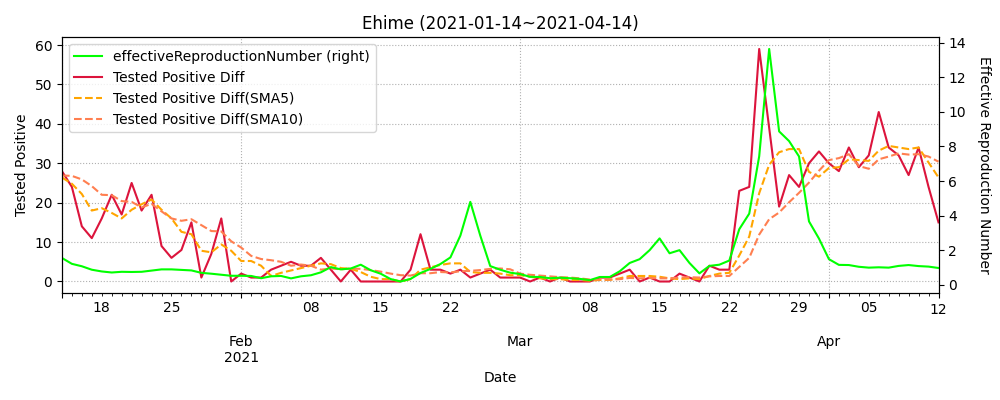 Ehime (2021-01-14~2021-04-14)
effectiveReproductionNumber (right)
Tested Positive Diff
Tested Positive Diff(SMA5)
Tested Positive Diff(SMA10)
Tested Positive
60
50
40
30
20
10
0
14
12
10
8
6
4
2
0
Effective Reproduction Number
18 25 08 15 22 08 15 22 29 05 12
Feb Mar Apr
2021
Date